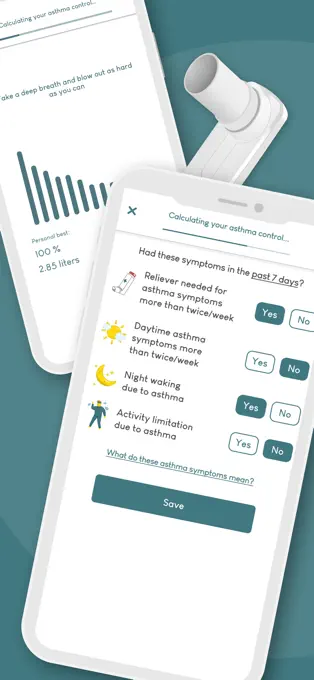 Calculating your asthma control...
Take a deep breath and blow out as hard
as you can
Personal best:
100 %
2.85 liters
Calculating your asthma control...
Had these symptoms in the past 7 days?
Reliever needed for
asthma symptoms
more than twice/week
Yes
No
Daytime asthma
symptoms more
than twice/week
Yes
No
Night waking
due to asthma
Yes
No
Activity limitation
due to asthma
Yes
No
What do these asthma symptoms mean?
Save